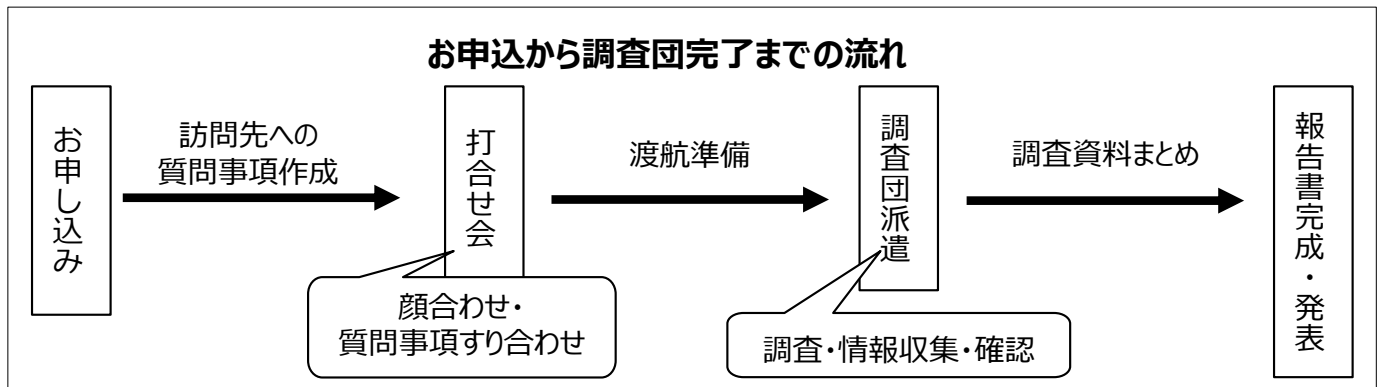 お申込から調査団完了までの流れ
お申し込み
訪問先への
質問事項作成
打合せ会
顔合わせ・
質問事項すり合わせ
渡航準備
調査団派遣
調査・情報収集・確認
調査資料まとめ
報告書完成・発表